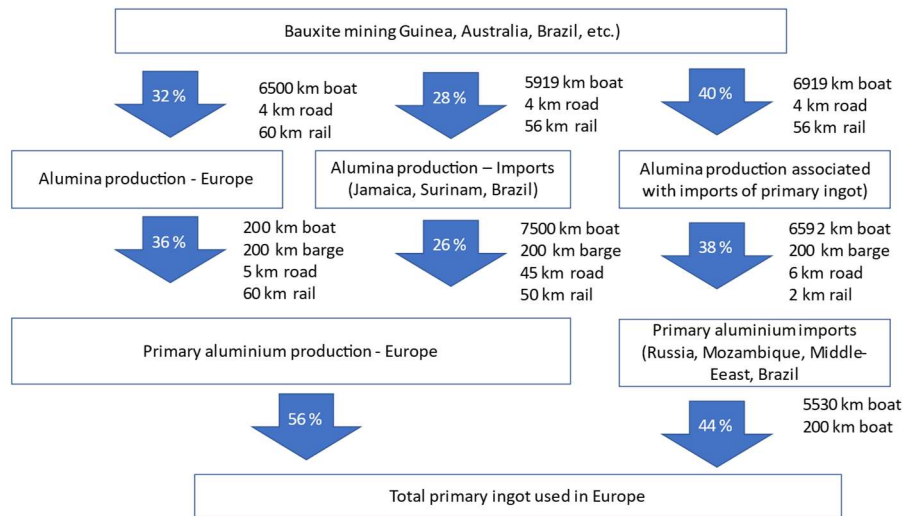 Bauxite mining Guinea, Australia, Brazil, etc.)
32 %
6500 km boat
4 km road
60 km rail
28 %
5919 km boat
4 km road
56 km rail
40 %
6919 km boat
4 km road
56 km rail
Alumina production - Europe
Alumina production – Imports
(Jamaica, Surinam, Brazil)
Alumina production associated
with imports of primary ingot)
36 %
200 km boat
200 km barge
5 km road
60 km rail
26 %
7500 km boat
200 km barge
45 km road
50 km rail
38 %
6592 km boat
200 km barge
6 km road
2 km rail
Primary aluminium production - Europe
Primary aluminium imports
(Russia, Mozambique, Middle-
Eeast, Brazil
56 %
44 %
5530 km boat
200 km boat
Total primary ingot used in Europe